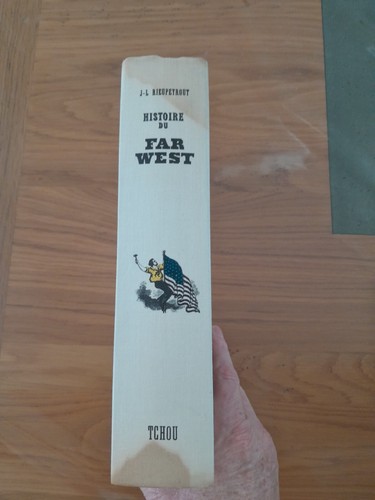 J-L RIEUPEYROUT
HISTOIRE
DU
FAR
WEST
TCHOU